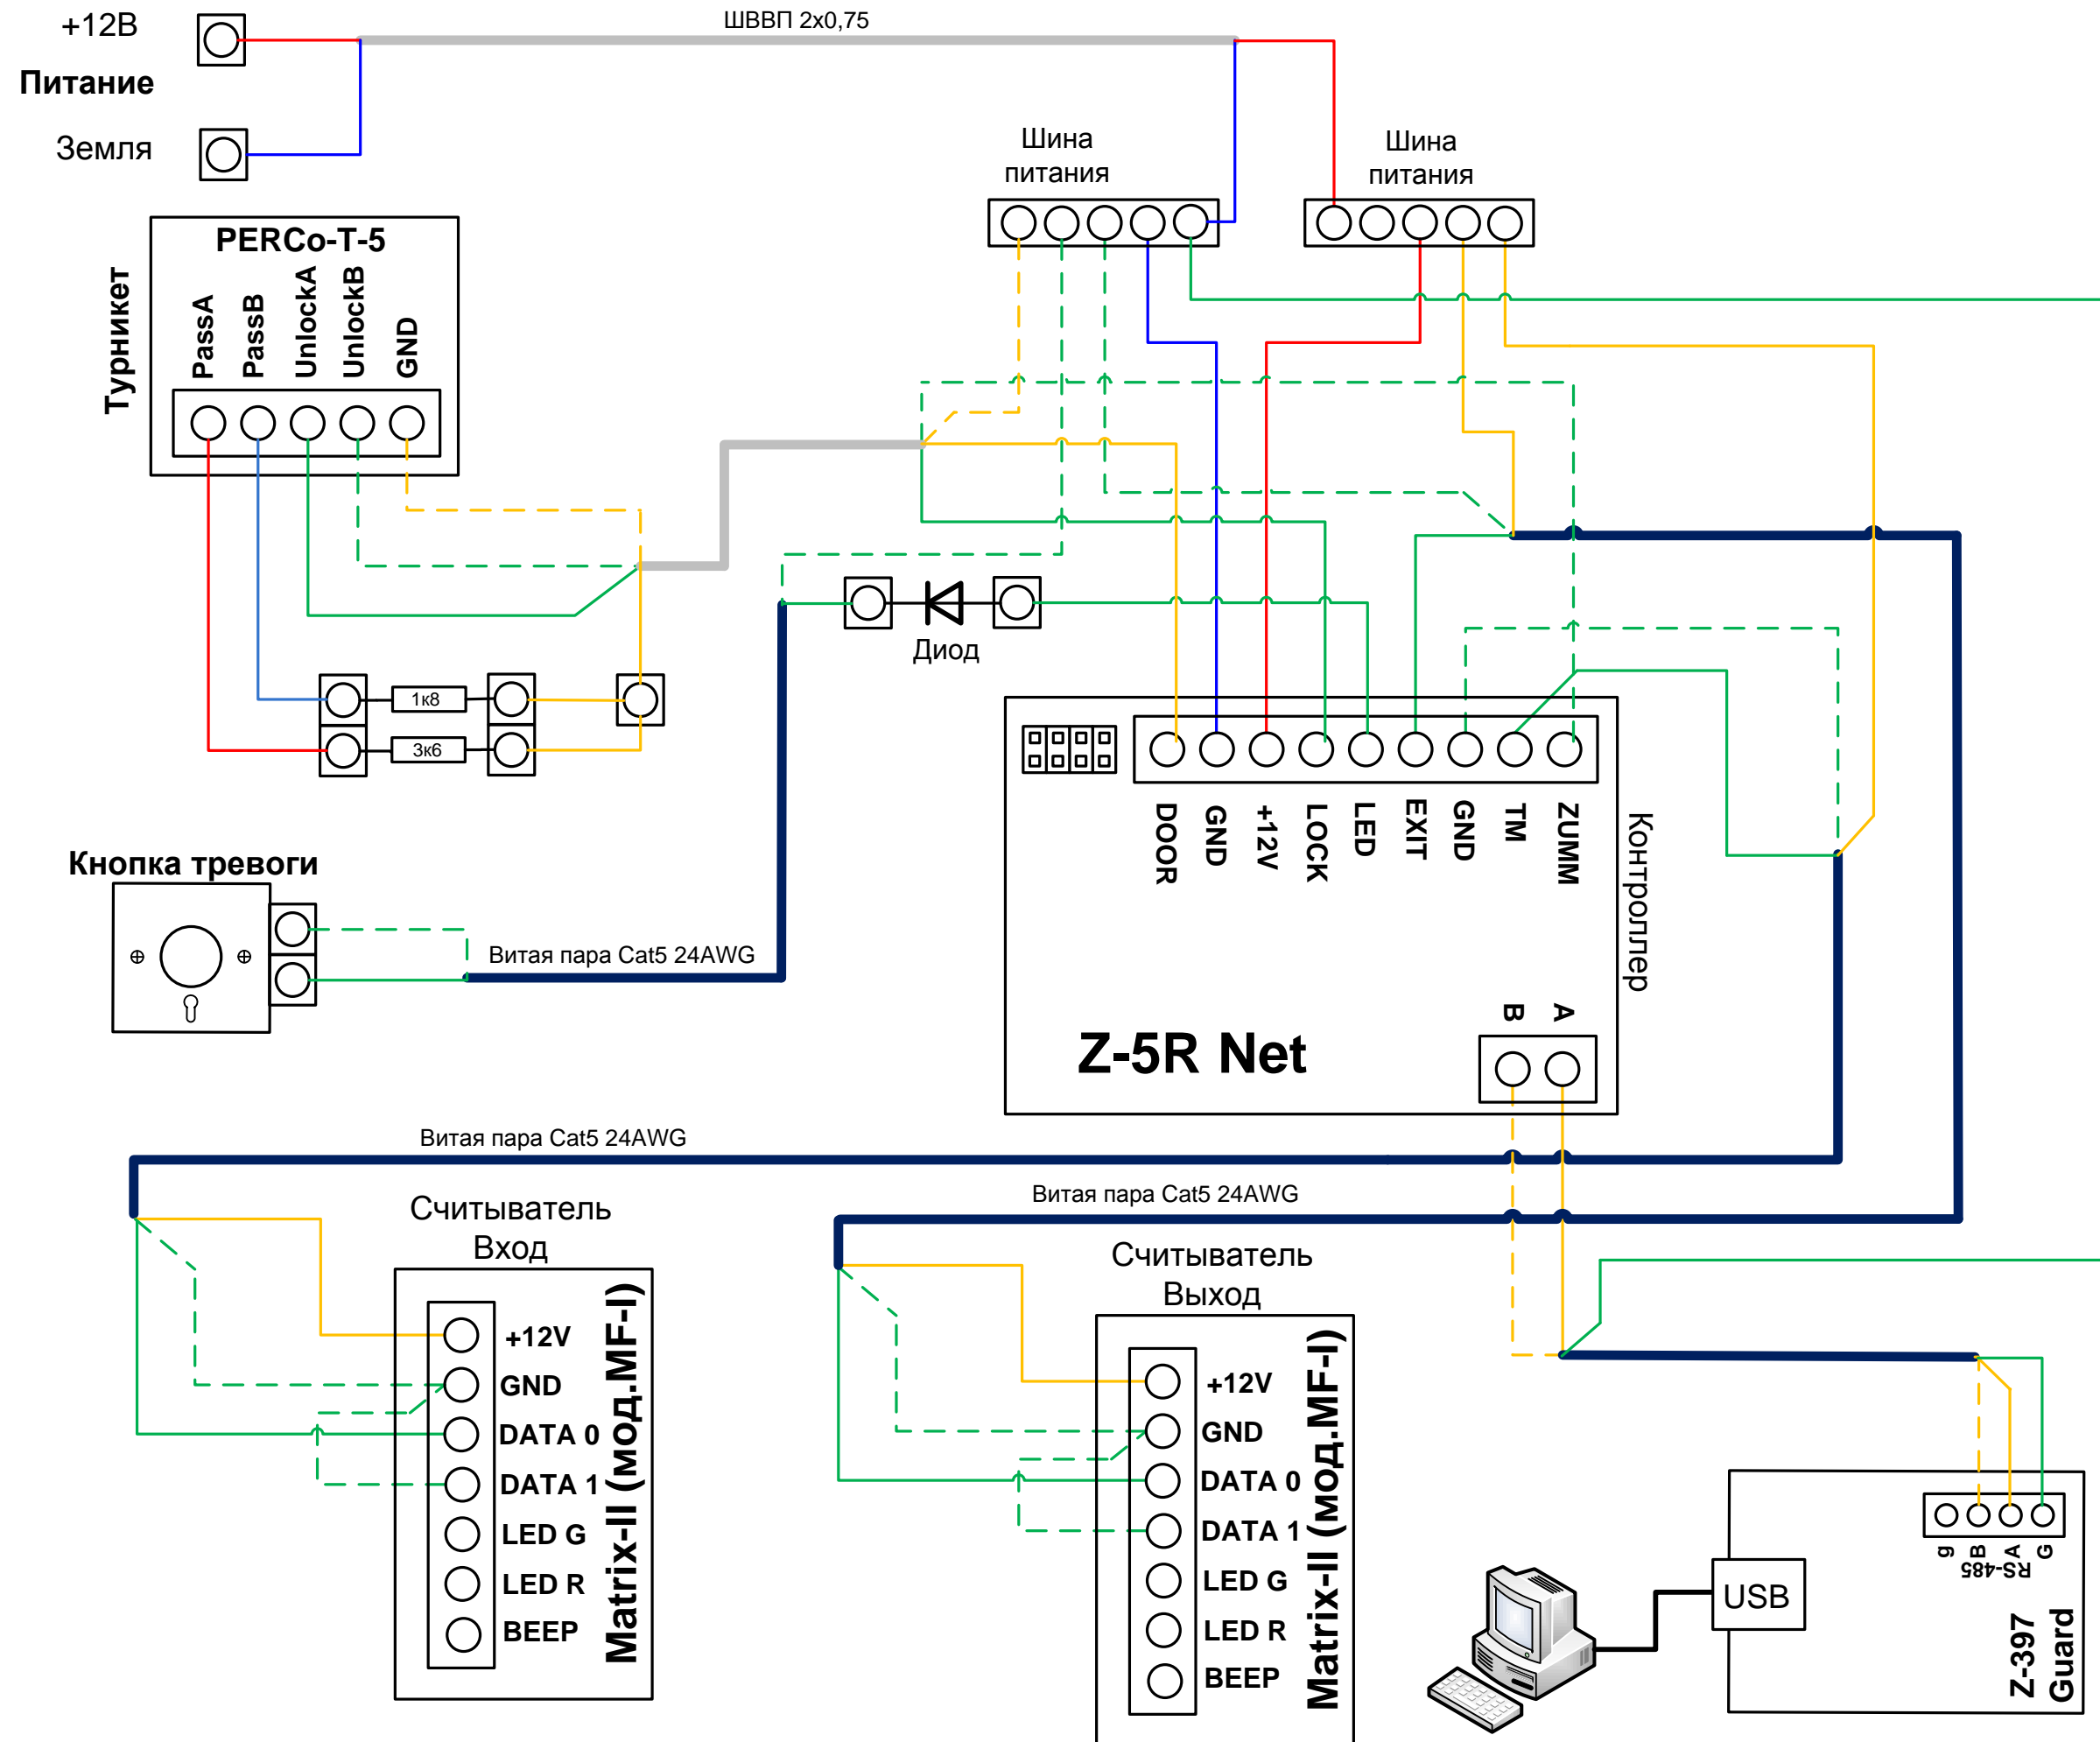 +12В
Питание
Земля
ШВВП 2х0,75
Шина
питания
Шина
питания
PERCo-T-5
Турникет
PassA
PassB
UnlockA
UnlockB
GND
1к8
3к6
Диод
DOOR
GND
+12V
LOCK
LED
EXIT
GND
TM
ZUMM
Контроллер
B
A
Z-5R Net
Кнопка тревоги
Витая пара Cat5 24AWG
Витая пара Cat5 24AWG
Считыватель
Вход
+12V
GND
DATA 0
DATA 1
LED G
LED R
BEEP
Matrix-II (мод.MF-I)
Витая пара Cat5 24AWG
Считыватель
Выход
+12V
GND
DATA 0
DATA 1
LED G
LED R
BEEP
Matrix-II (мод.MF-I)
g
B
A
G
RS-485
USB
Z-397
Guard